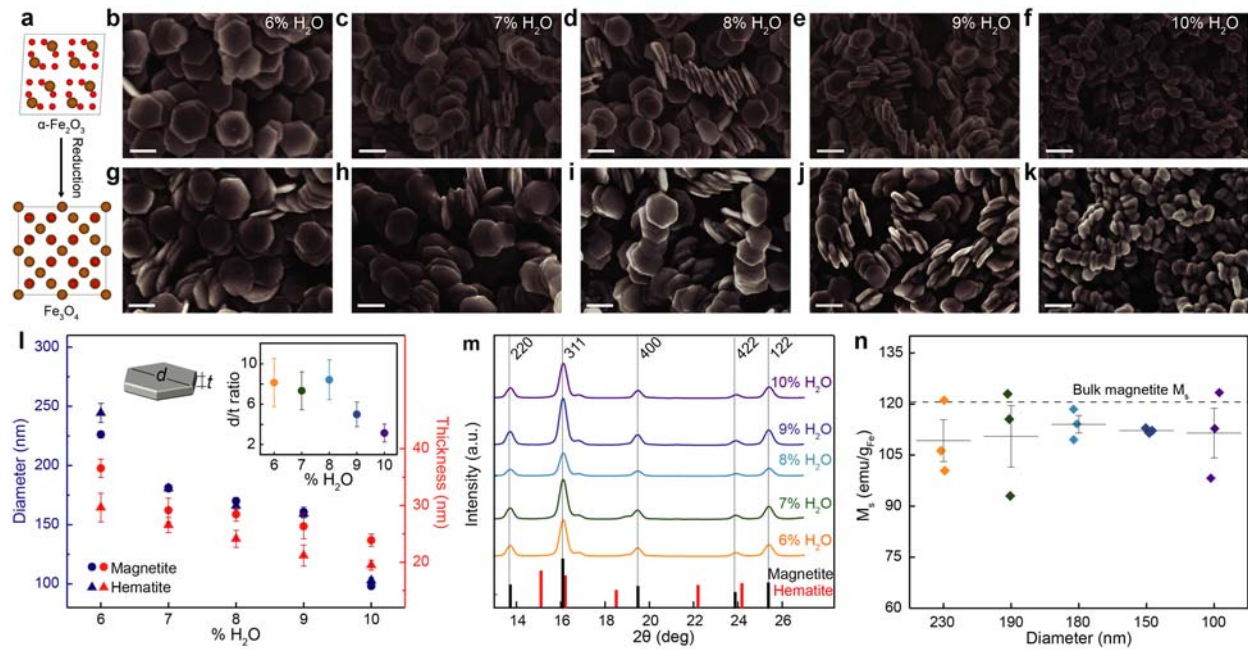 a
α-Fe2O3
Reduction
Fe3O4
b
6% H2O
c
7% H2O
d
8% H2O
e
9% H2O
f
10% H2O
g
h
i
j
k
l
300
250
200
150
100
Diameter (nm)
d
t
10
8
6
4
2
d/t ratio
6 7 8 9 10
% H2O
40
30
20
Thickness (nm)
Magnetite
Hematite
6 7 8 9 10
% H2O
m
220
311
400
422
122
10% H2O
9% H2O
8% H2O
7% H2O
6% H2O
Intensity (a.u.)
Magnetite
Hematite
14 16 18 20 22 24 26
2θ (deg)
n
135
120
105
90
75
60
Ms (emu/gFe)
Bulk magnetite Ms
230 190 180 150 100
Diameter (nm)